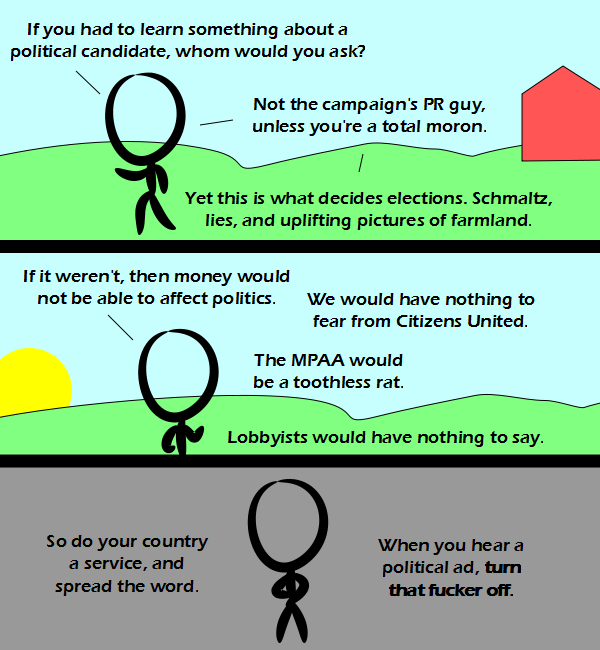 If you had to learn something about a
political candidate, whom would you ask?
Not the campaign's PR guy,
unless you're a total moron.
Yet this is what decides elections. Schmaltz,
lies, and uplifting pictures of farmland.
If it weren't, then money would
not be able to affect politics.
We would have nothing to
fear from Citizens United.
The MPAA would
be a toothless rat.
Lobbyists would have nothing to say.
So do your country
a service, and
spread the word.
When you hear a
political ad, turn
that fucker off.